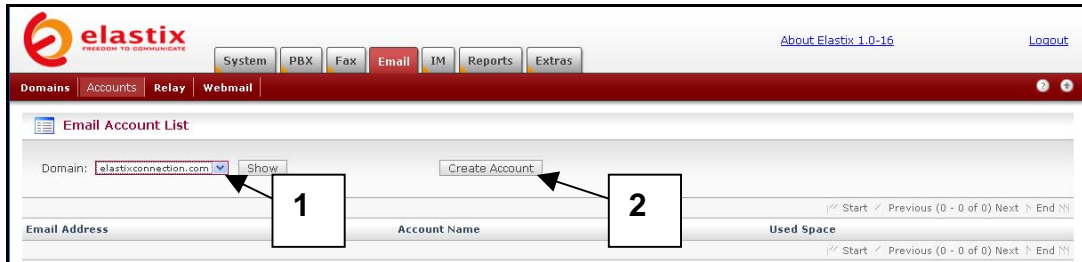 elastix
FREEDOM TO COMMUNICATE
About Elastix 1.0-16 Logout
System PBX Fax Email IM Reports Extras
Domains Accounts Relay Webmail
Email Account List
Domain: elastixconnection.com Show Create Account
1 2
Start Previous (0 - 0 of 0) Next End
Email Address Account Name Used Space
Start Previous (0 - 0 of 0) Next End